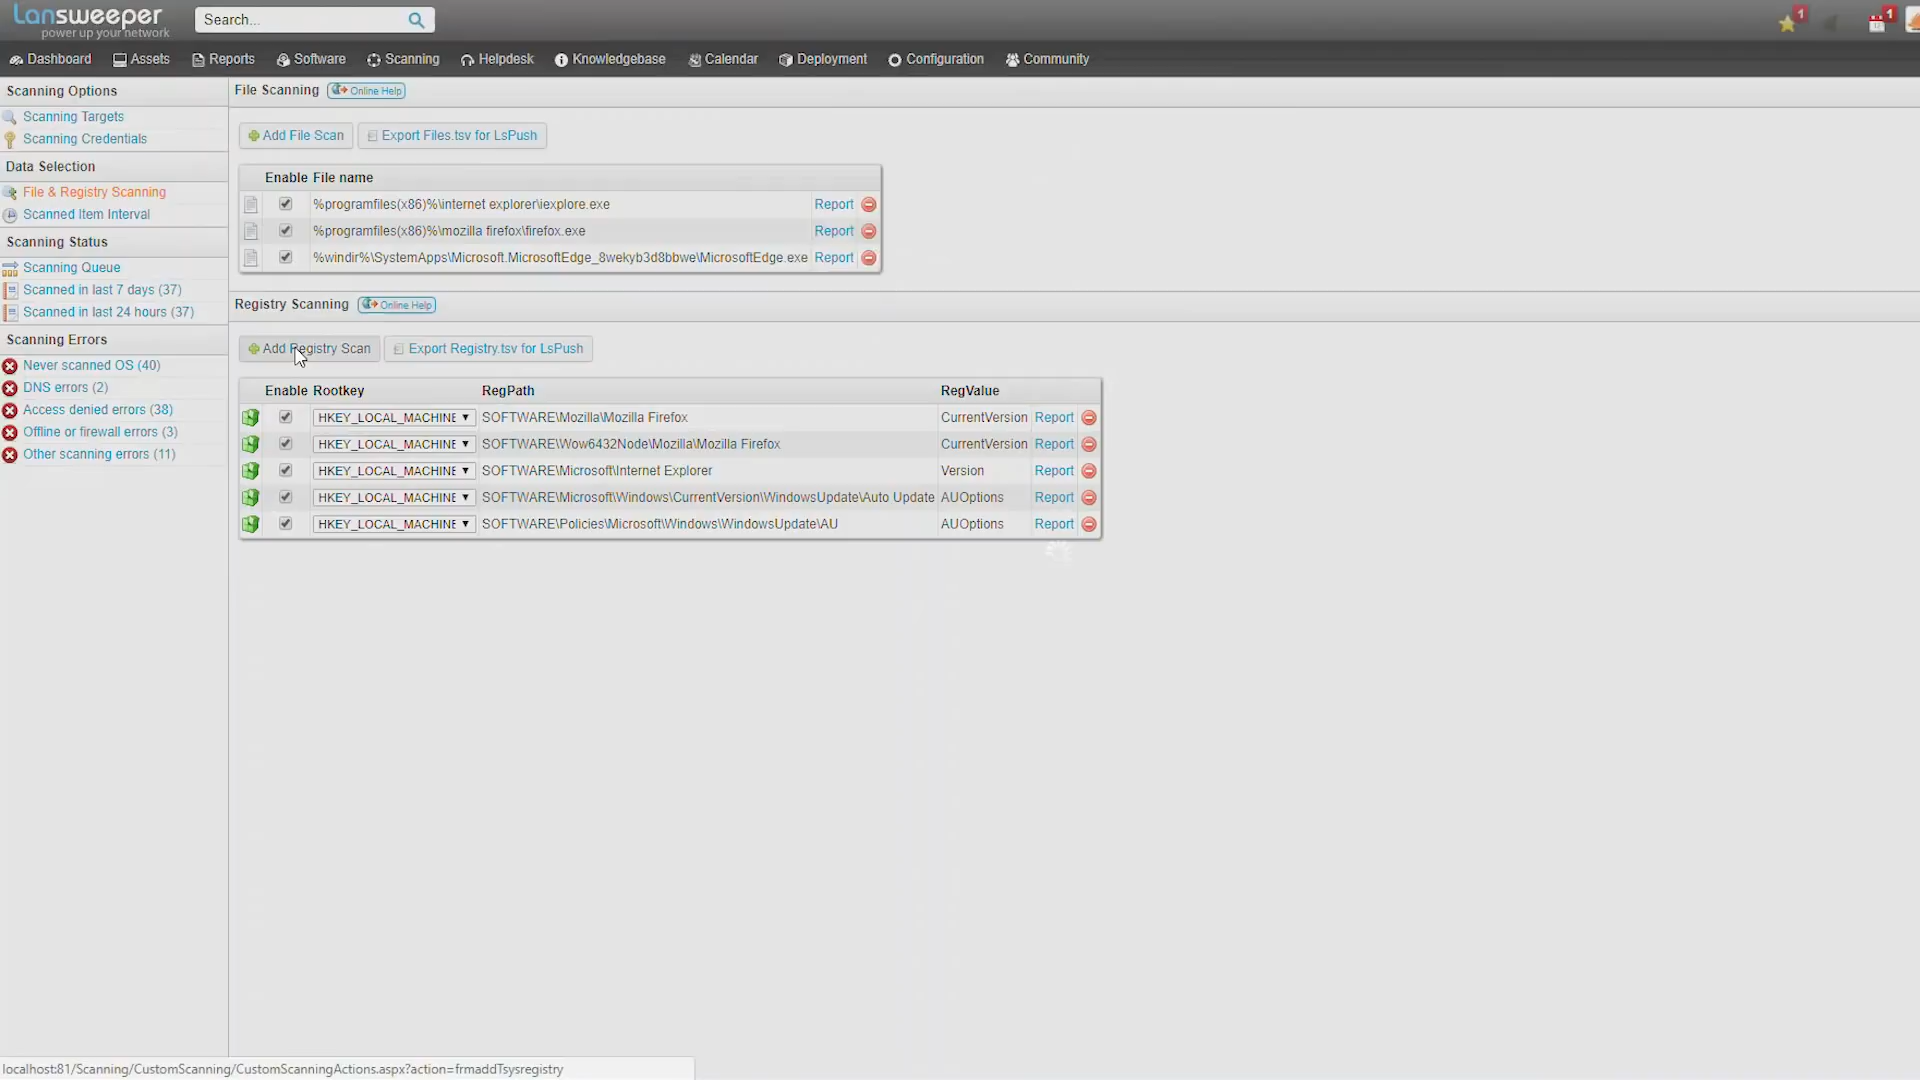 Lansweeper
power up your network
Search...
1
1
Dashboard Assets Reports Software Scanning Helpdesk Knowledgebase Calendar Deployment Configuration Community
Scanning Options
Scanning Targets
Scanning Credentials
Data Selection
File & Registry Scanning
Scanned Item Interval
Scanning Status
Scanning Queue
Scanned in last 7 days (37)
Scanned in last 24 hours (37)
Scanning Errors
Never scanned OS (40)
DNS errors (2)
Access denied errors (38)
Offline or firewall errors (3)
Other scanning errors (11)
File Scanning Online Help
Add File Scan Export Files.tsv for LsPush
Enable File name
%programfiles(x86)%\internet explorer\iexplore.exe Report
%programfiles(x86)%\mozilla firefox\firefox.exe Report
%windir%\SystemApps\Microsoft.MicrosoftEdge_8wekyb3d8bbwe\MicrosoftEdge.exe Report
Registry Scanning Online Help
Add Registry Scan Export Registry.tsv for LsPush
Enable Rootkey RegPath RegValue
HKEY_LOCAL_MACHINE SOFTWARE\Mozilla\Mozilla Firefox CurrentVersion Report
HKEY_LOCAL_MACHINE SOFTWARE\Wow6432Node\Mozilla\Mozilla Firefox CurrentVersion Report
HKEY_LOCAL_MACHINE SOFTWARE\Microsoft\Internet Explorer Version Report
HKEY_LOCAL_MACHINE SOFTWARE\Microsoft\Windows\CurrentVersion\WindowsUpdate\Auto Update AUOptions Report
HKEY_LOCAL_MACHINE SOFTWARE\Policies\Microsoft\Windows\WindowsUpdate\AU AUOptions Report
localhost:81/Scanning/CustomScanning/CustomScanningActions.aspx?action=frmaddTsysregistry